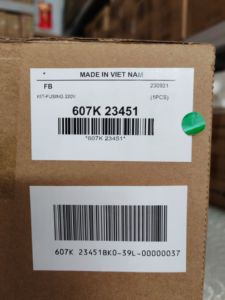 MADE IN VIET NAM
FB 230921
KIT-FUSING, 220V (5PCS)
607K 23451
*607K 23451*
607K 23451BK0-39L-00000037